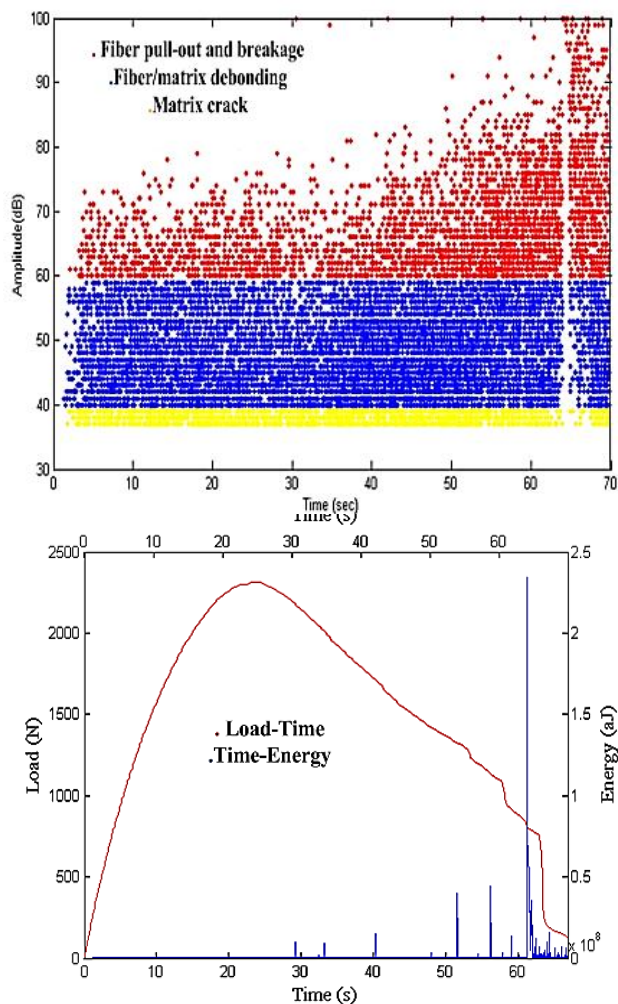 100
90
80
70
60
50
40
30
Amplitude(dB)
Fiber pull-out and breakage
Fiber/matrix debonding
Matrix crack
0 10 20 30 40 50 60 70
Time (sec)
Time (s)
0 10 20 30 40 50 60
2500
2000
1500
1000
500
0
Load (N)
Load-Time
Time-Energy
2.5
2
1.5
1
0.5
0
x 10^8
Energy (aJ)
0 10 20 30 40 50 60
Time (s)